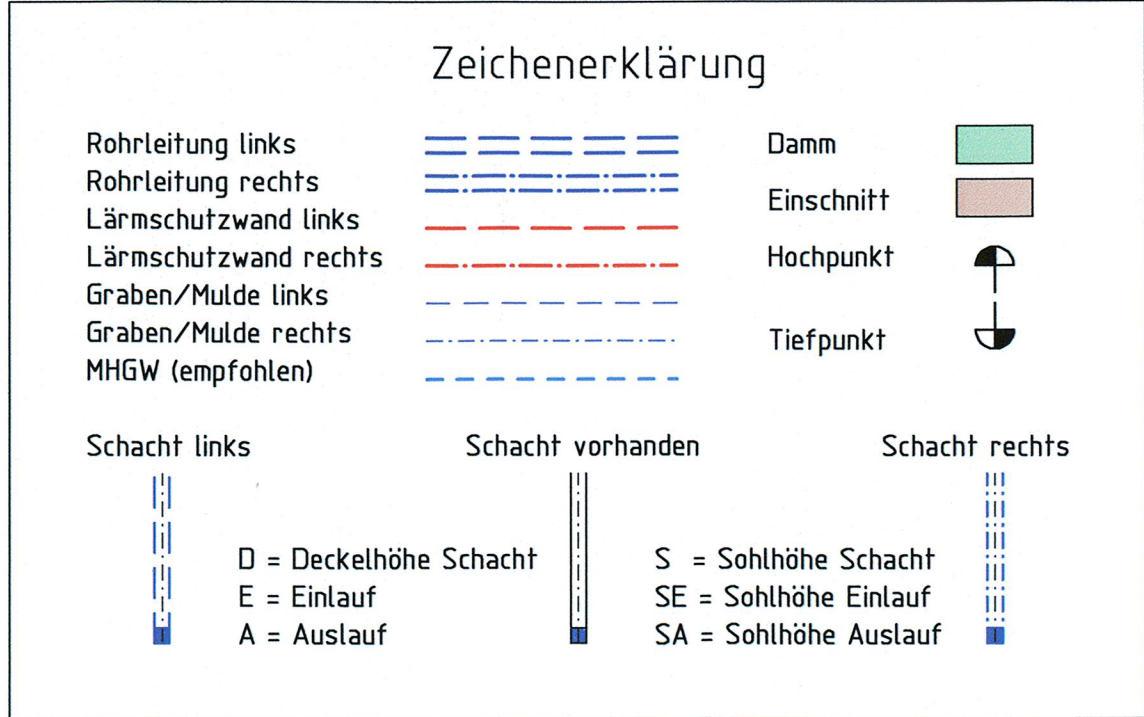 Zeichenerklärung
Rohrleitung links
Rohrleitung rechts
Lärmschutzwand links
Lärmschutzwand rechts
Graben/Mulde links
Graben/Mulde rechts
MHGW (empfohlen)
Damm
Einschnitt
Hochpunkt
Tiefpunkt
Schacht links
Schacht vorhanden
Schacht rechts
D = Deckelhöhe Schacht
E = Einlauf
A = Auslauf
S = Sohlhöhe Schacht
SE = Sohlhöhe Einlauf
SA = Sohlhöhe Auslauf